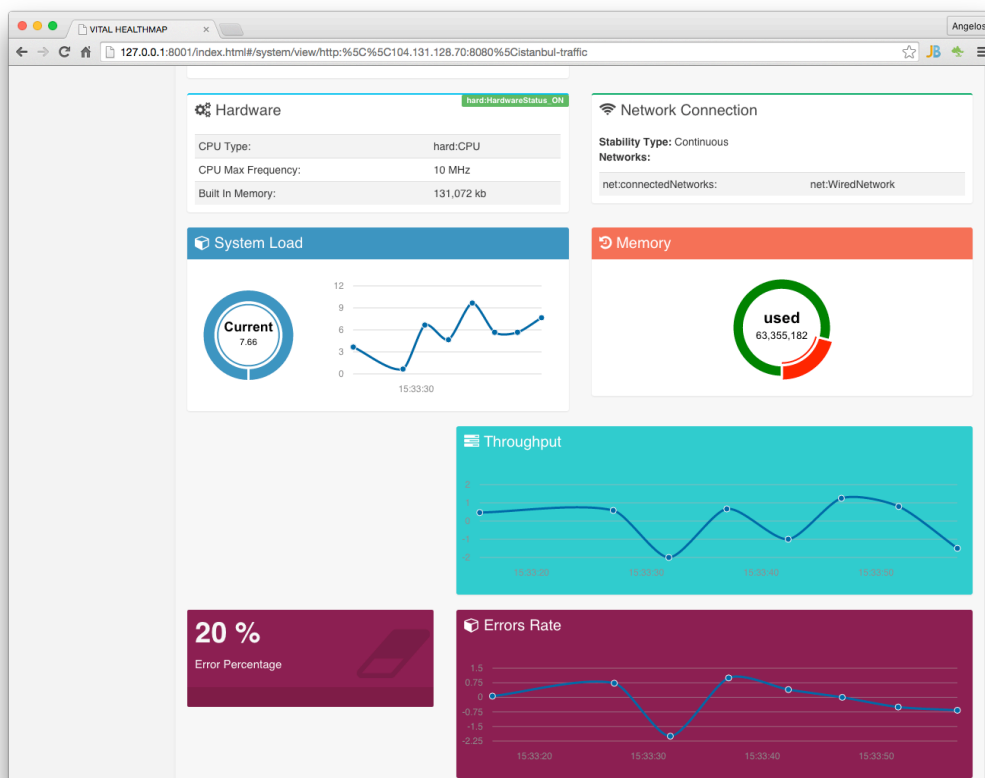 VITAL HEALTHMAP
Angelos
127.0.0.1:8001/index.html#/system/view/http:%5C%5C104.131.128.70:8080%5Cistanbul-traffic
JB
Hardware
hard:HardwareStatus_ON
CPU Type: hard:CPU
CPU Max Frequency: 10 MHz
Built In Memory: 131,072 kb
Network Connection
Stability Type: Continuous
Networks:
net:connectedNetworks: net:WiredNetwork
System Load
Current
7.66
12
9
6
3
0
15:33:30
Memory
used
63,355,182
Throughput
2
1
0
-1
-2
15:33:20 15:33:30 15:33:40 15:33:50
20 %
Error Percentage
Errors Rate
1.5
0.75
0
-0.75
-1.5
-2.25
15:33:20 15:33:30 15:33:40 15:33:50